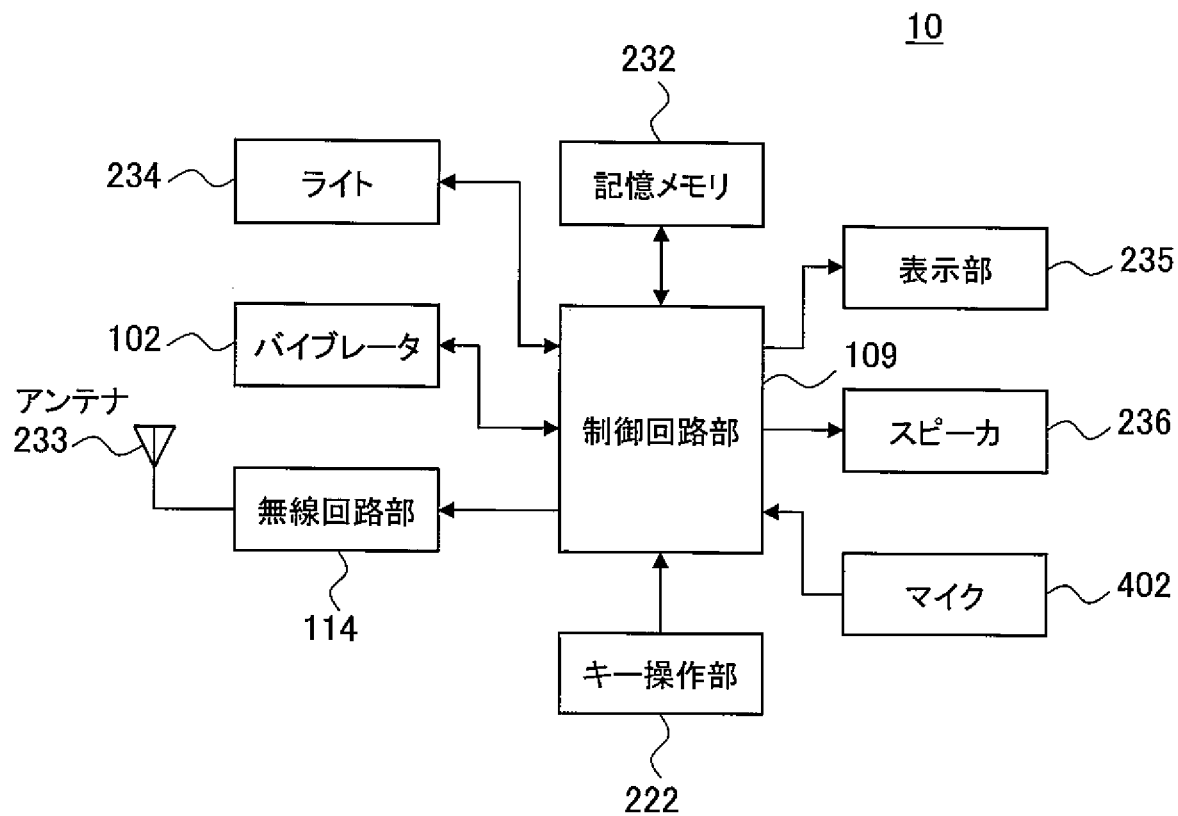 10
232
234
ライト
記憶メモリ
表示部
235
102
バイブレータ
109
アンテナ
233
制御回路部
スピーカ
236
無線回路部
マイク
402
114
キー操作部
222